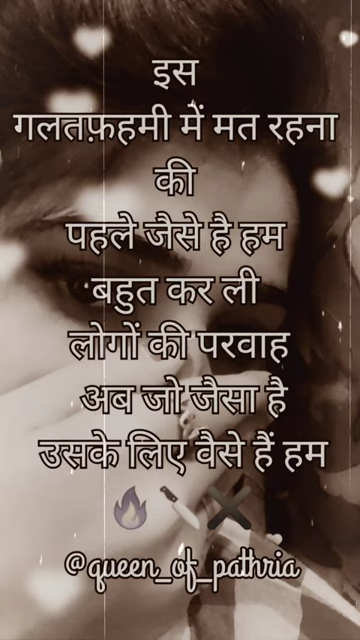 इस
गलतफ़हमी में मत रहना
की
पहले जैसे है हम
बहुत कर ली
लोगों की परवाह
अब जो जैसा है
उसके लिए वैसे हैं हम
🔥🔪✖
@queen_of_pathria